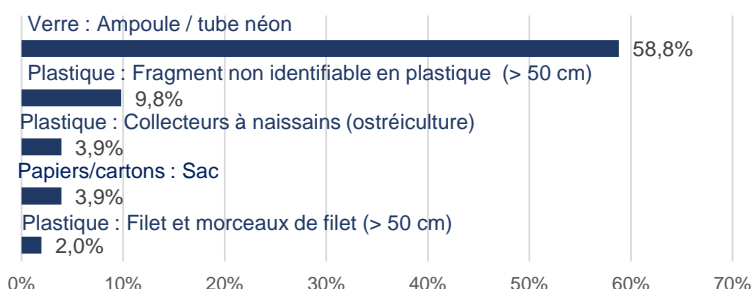 Verre : Ampoule / tube néon
58,8%
Plastique : Fragment non identifiable en plastique (> 50 cm)
9,8%
Plastique : Collecteurs à naissains (ostréiculture)
3,9%
Papiers/cartons : Sac
3,9%
Plastique : Filet et morceaux de filet (> 50 cm)
2,0%
0% 10% 20% 30% 40% 50% 60% 70%